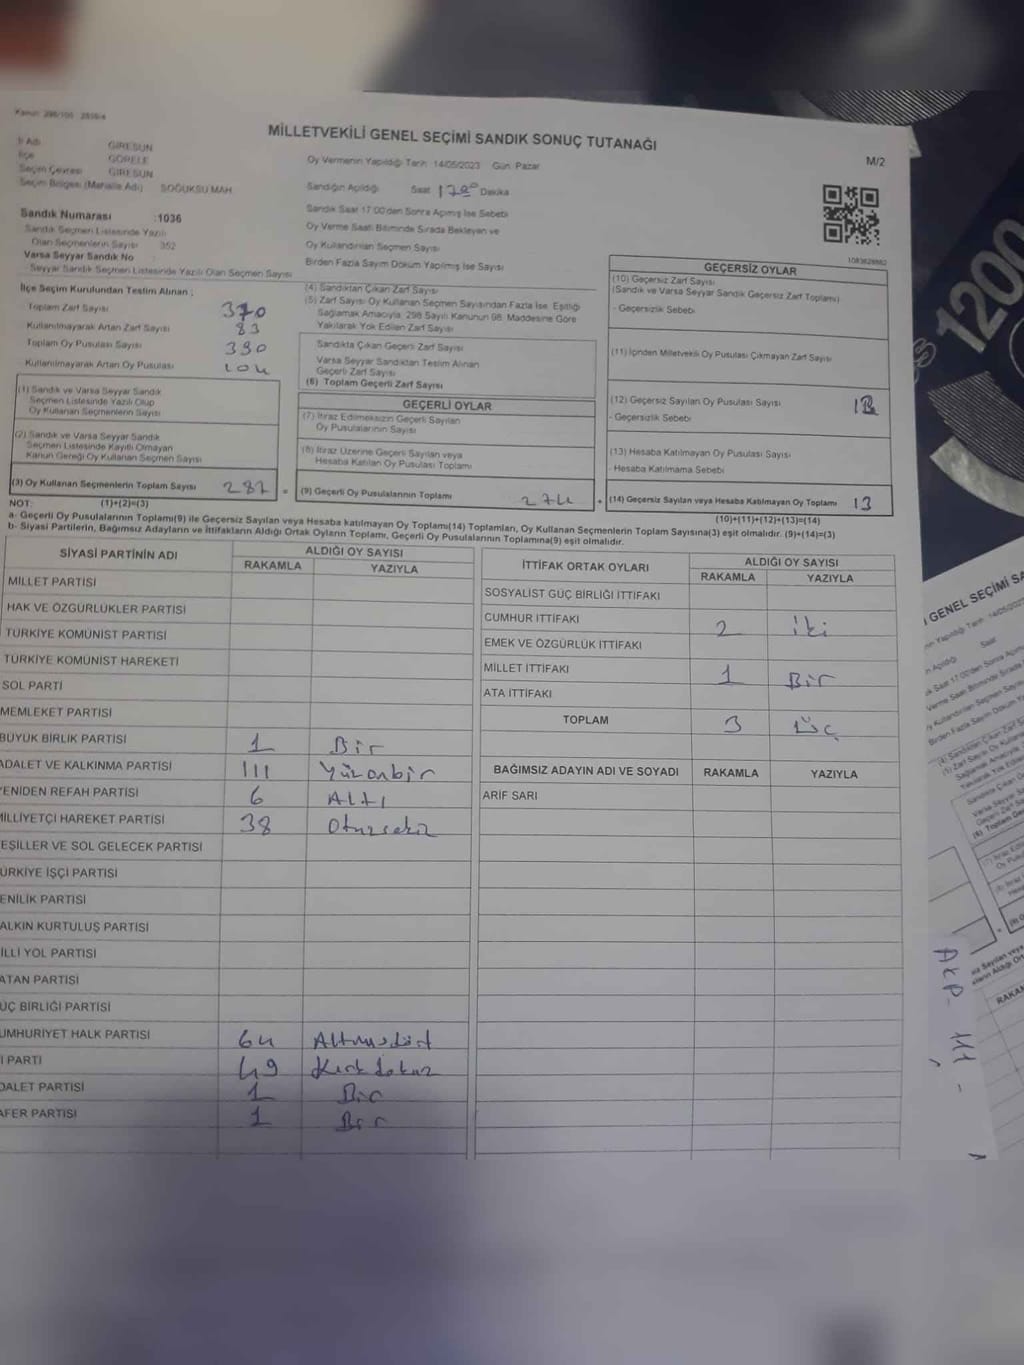 Kanun: 298/105 2839/4
MİLLETVEKİLİ GENEL SEÇİMİ SANDIK SONUÇ TUTANAĞI
M/2
İl Adı GİRESUN
İlçe GÖRELE
Seçim Çevresi GİRESUN
Seçim Bölgesi (Mahalle Adı) SOĞUKSU MAH.
Sandık Numarası :1036
Sandık Seçmen Listesinde Yazılı
Olan Seçmenlerin Sayısı 352
Varsa Seyyar Sandık No
Seyyar Sandık Seçmen Listesinde Yazılı Olan Seçmen Sayısı
Oy Vermenin Yapıldığı Tarih :14/05/2023 Gün :Pazar
Sandığın Açıldığı Saat 17:00 Dakika
Sandık Saat 17:00'den Sonra Açımış İse Sebebi
Oy Verme Saati Bitiminde Sırada Bekleyen ve
Oy Kullandırılan Seçmen Sayısı
Birden Fazla Sayım Döküm Yapılmış İse Sayısı
1083629882
İlçe Seçim Kurulundan Teslim Alınan ;
Toplam Zarf Sayısı 370
Kullanılmayarak Artan Zarf Sayısı 83
Toplam Oy Pusulası Sayısı 390
Kullanılmayarak Artan Oy Pusulası 104
(1) Sandık ve Varsa Seyyar Sandık
Seçmen Listesinde Yazılı Olup
Oy Kullanan Seçmenlerin Sayısı
(2) Sandık ve Varsa Seyyar Sandık
Seçmen Listesinde Kayıtlı Olmayan
Kanun Gereği Oy Kullanan Seçmen Sayısı
(3) Oy Kullanan Seçmenlerin Toplam Sayısı 287 =
(4) Sandıktan Çıkan Zarf Sayısı
(5) Zarf Sayısı Oy Kullanan Seçmen Sayısından Fazla İse, Eşitliği
Sağlamak Amacıyla, 298 Sayılı Kanunun 98. Maddesine Göre
Yakılarak Yok Edilen Zarf Sayısı
Sandıkta Çıkan Geçerli Zarf Sayısı
Varsa Seyyar Sandıktan Teslim Alınan
Geçerli Zarf Sayısı
(6) Toplam Geçerli Zarf Sayısı
GEÇERLİ OYLAR
(7) İtiraz Edilmeksizin Geçerli Sayılan
Oy Pusulalarının Sayısı
(8) İtiraz Üzerine Geçerli Sayılan veya
Hesaba Katılan Oy Pusulası Toplamı
(9) Geçerli Oy Pusulalarının Toplamı 274 +
GEÇERSİZ OYLAR
(10) Geçersiz Zarf Sayısı
(Sandık ve Varsa Seyyar Sandık Geçersiz Zarf Toplamı)
- Geçersizlik Sebebi
(11) İçinden Milletvekili Oy Pusulası Çıkmayan Zarf Sayısı
(12) Geçersiz Sayılan Oy Pusulası Sayısı 13
- Geçersizlik Sebebi
(13) Hesaba Katılmayan Oy Pusulası Sayısı
- Hesaba Katılmama Sebebi
(14) Geçersiz Sayılan veya Hesaba Katılmayan Oy Toplamı 13
NOT: (1)+(2)=(3) (10)+(11)+(12)+(13)=(14)
a- Geçerli Oy Pusulalarının Toplamı(9) ile Geçersiz Sayılan veya Hesaba katılmayan Oy Toplamı(14) Toplamları, Oy Kullanan Seçmenlerin Toplam Sayısına(3) eşit olmalıdır. (9)+(14)=(3)
b- Siyasi Partilerin, Bağımsız Adayların ve İttifakların Aldığı Ortak Oyların Toplamı, Geçerli Oy Pusulalarının Toplamına(9) eşit olmalıdır.
SİYASİ PARTİNİN ADI ALDIĞI OY SAYISI
RAKAMLA YAZIYLA
MİLLET PARTİSİ
HAK VE ÖZGÜRLÜKLER PARTİSİ
TÜRKİYE KOMÜNİST PARTİSİ
TÜRKİYE KOMÜNİST HAREKETİ
SOL PARTİ
MEMLEKET PARTİSİ
BÜYÜK BİRLİK PARTİSİ 1 Bir
ADALET VE KALKINMA PARTİSİ 111 Yüzonbir
YENİDEN REFAH PARTİSİ 6 Altı
MİLLİYETÇİ HAREKET PARTİSİ 38 Otuzsekiz
EŞİLLER VE SOL GELECEK PARTİSİ
ÜRKİYE İŞÇİ PARTİSİ
ENİLİK PARTİSİ
ALKIN KURTULUŞ PARTİSİ
İLLİ YOL PARTİSİ
ATAN PARTİSİ
ÜÇ BİRLİĞİ PARTİSİ
UMHURİYET HALK PARTİSİ 64 Altmışdört
İ PARTİ 49 Kırkdokuz
DALET PARTİSİ 1 Bir
AFER PARTİSİ 1 Bir
İTTİFAK ORTAK OYLARI ALDIĞI OY SAYISI
RAKAMLA YAZIYLA
SOSYALİST GÜÇ BİRLİĞİ İTTİFAKI
CUMHUR İTTİFAKI 2 İki
EMEK VE ÖZGÜRLÜK İTTİFAKI
MİLLET İTTİFAKI 1 Bir
ATA İTTİFAKI
TOPLAM 3 Üç
BAĞIMSIZ ADAYIN ADI VE SOYADI RAKAMLA YAZIYLA
ARİF SARI
1200
GENEL SEÇİMİ SA
AKP- 111 -